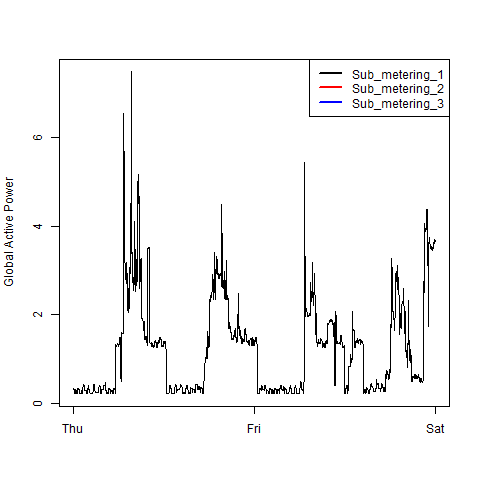 Sub_metering_1
Sub_metering_2
Sub_metering_3
Global Active Power
6
4
2
0
Thu
Fri
Sat